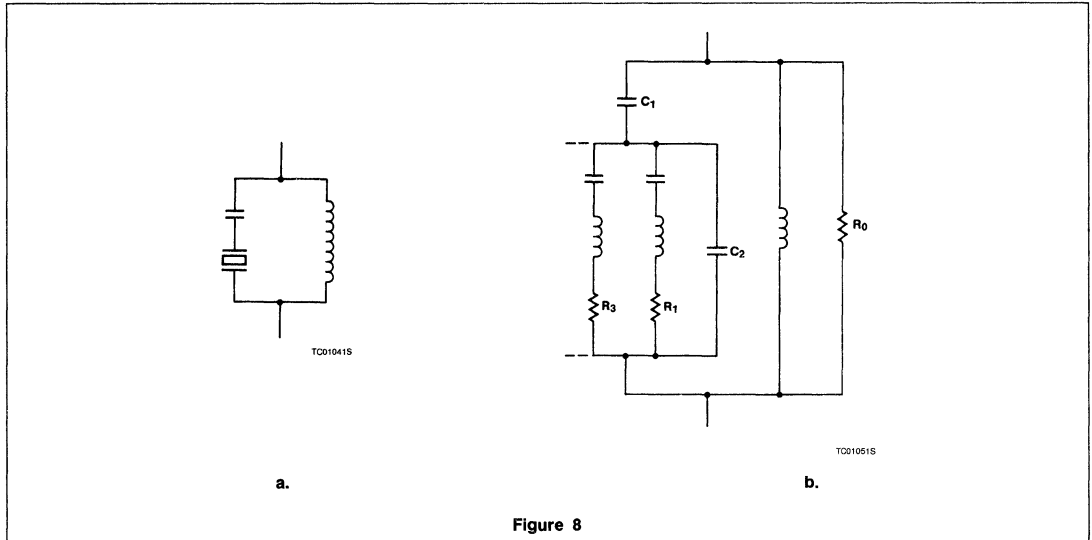 C1
R3
R1
C2
R0
TC01041S
TC01051S
a.
b.
Figure 8